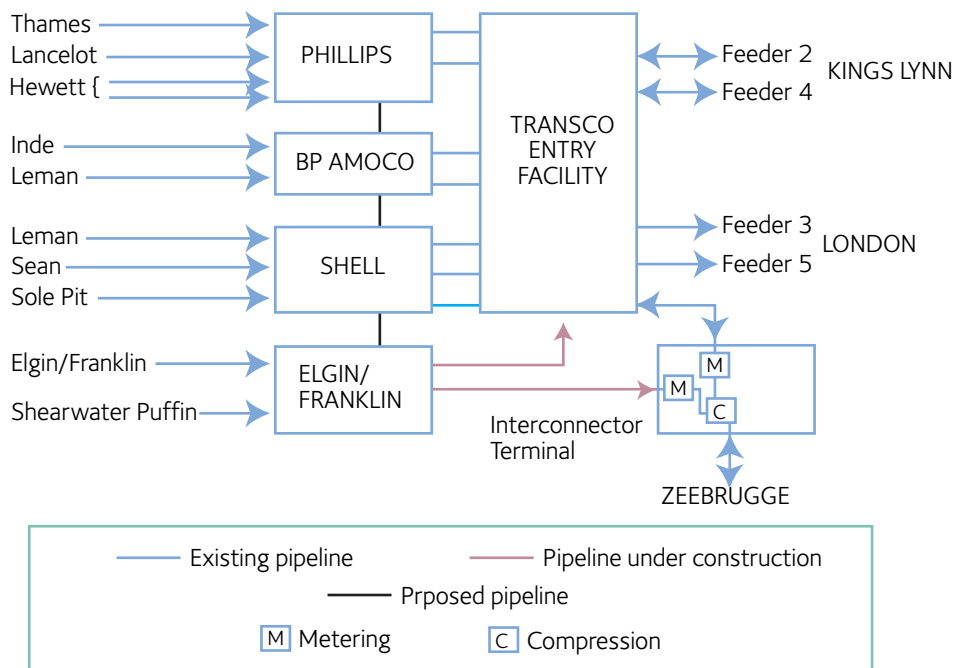 Thames
Lancelot
Hewett {
PHILLIPS
Inde
Leman
BP AMOCO
Leman
Sean
Sole Pit
SHELL
Elgin/Franklin
Shearwater Puffin
ELGIN/
FRANKLIN
TRANSCO
ENTRY
FACILITY
Feeder 2
Feeder 4
KINGS LYNN
Feeder 3
Feeder 5
LONDON
M
M
C
Interconnector
Terminal
ZEEBRUGGE
Existing pipeline
Pipeline under construction
Prposed pipeline
M Metering
C Compression